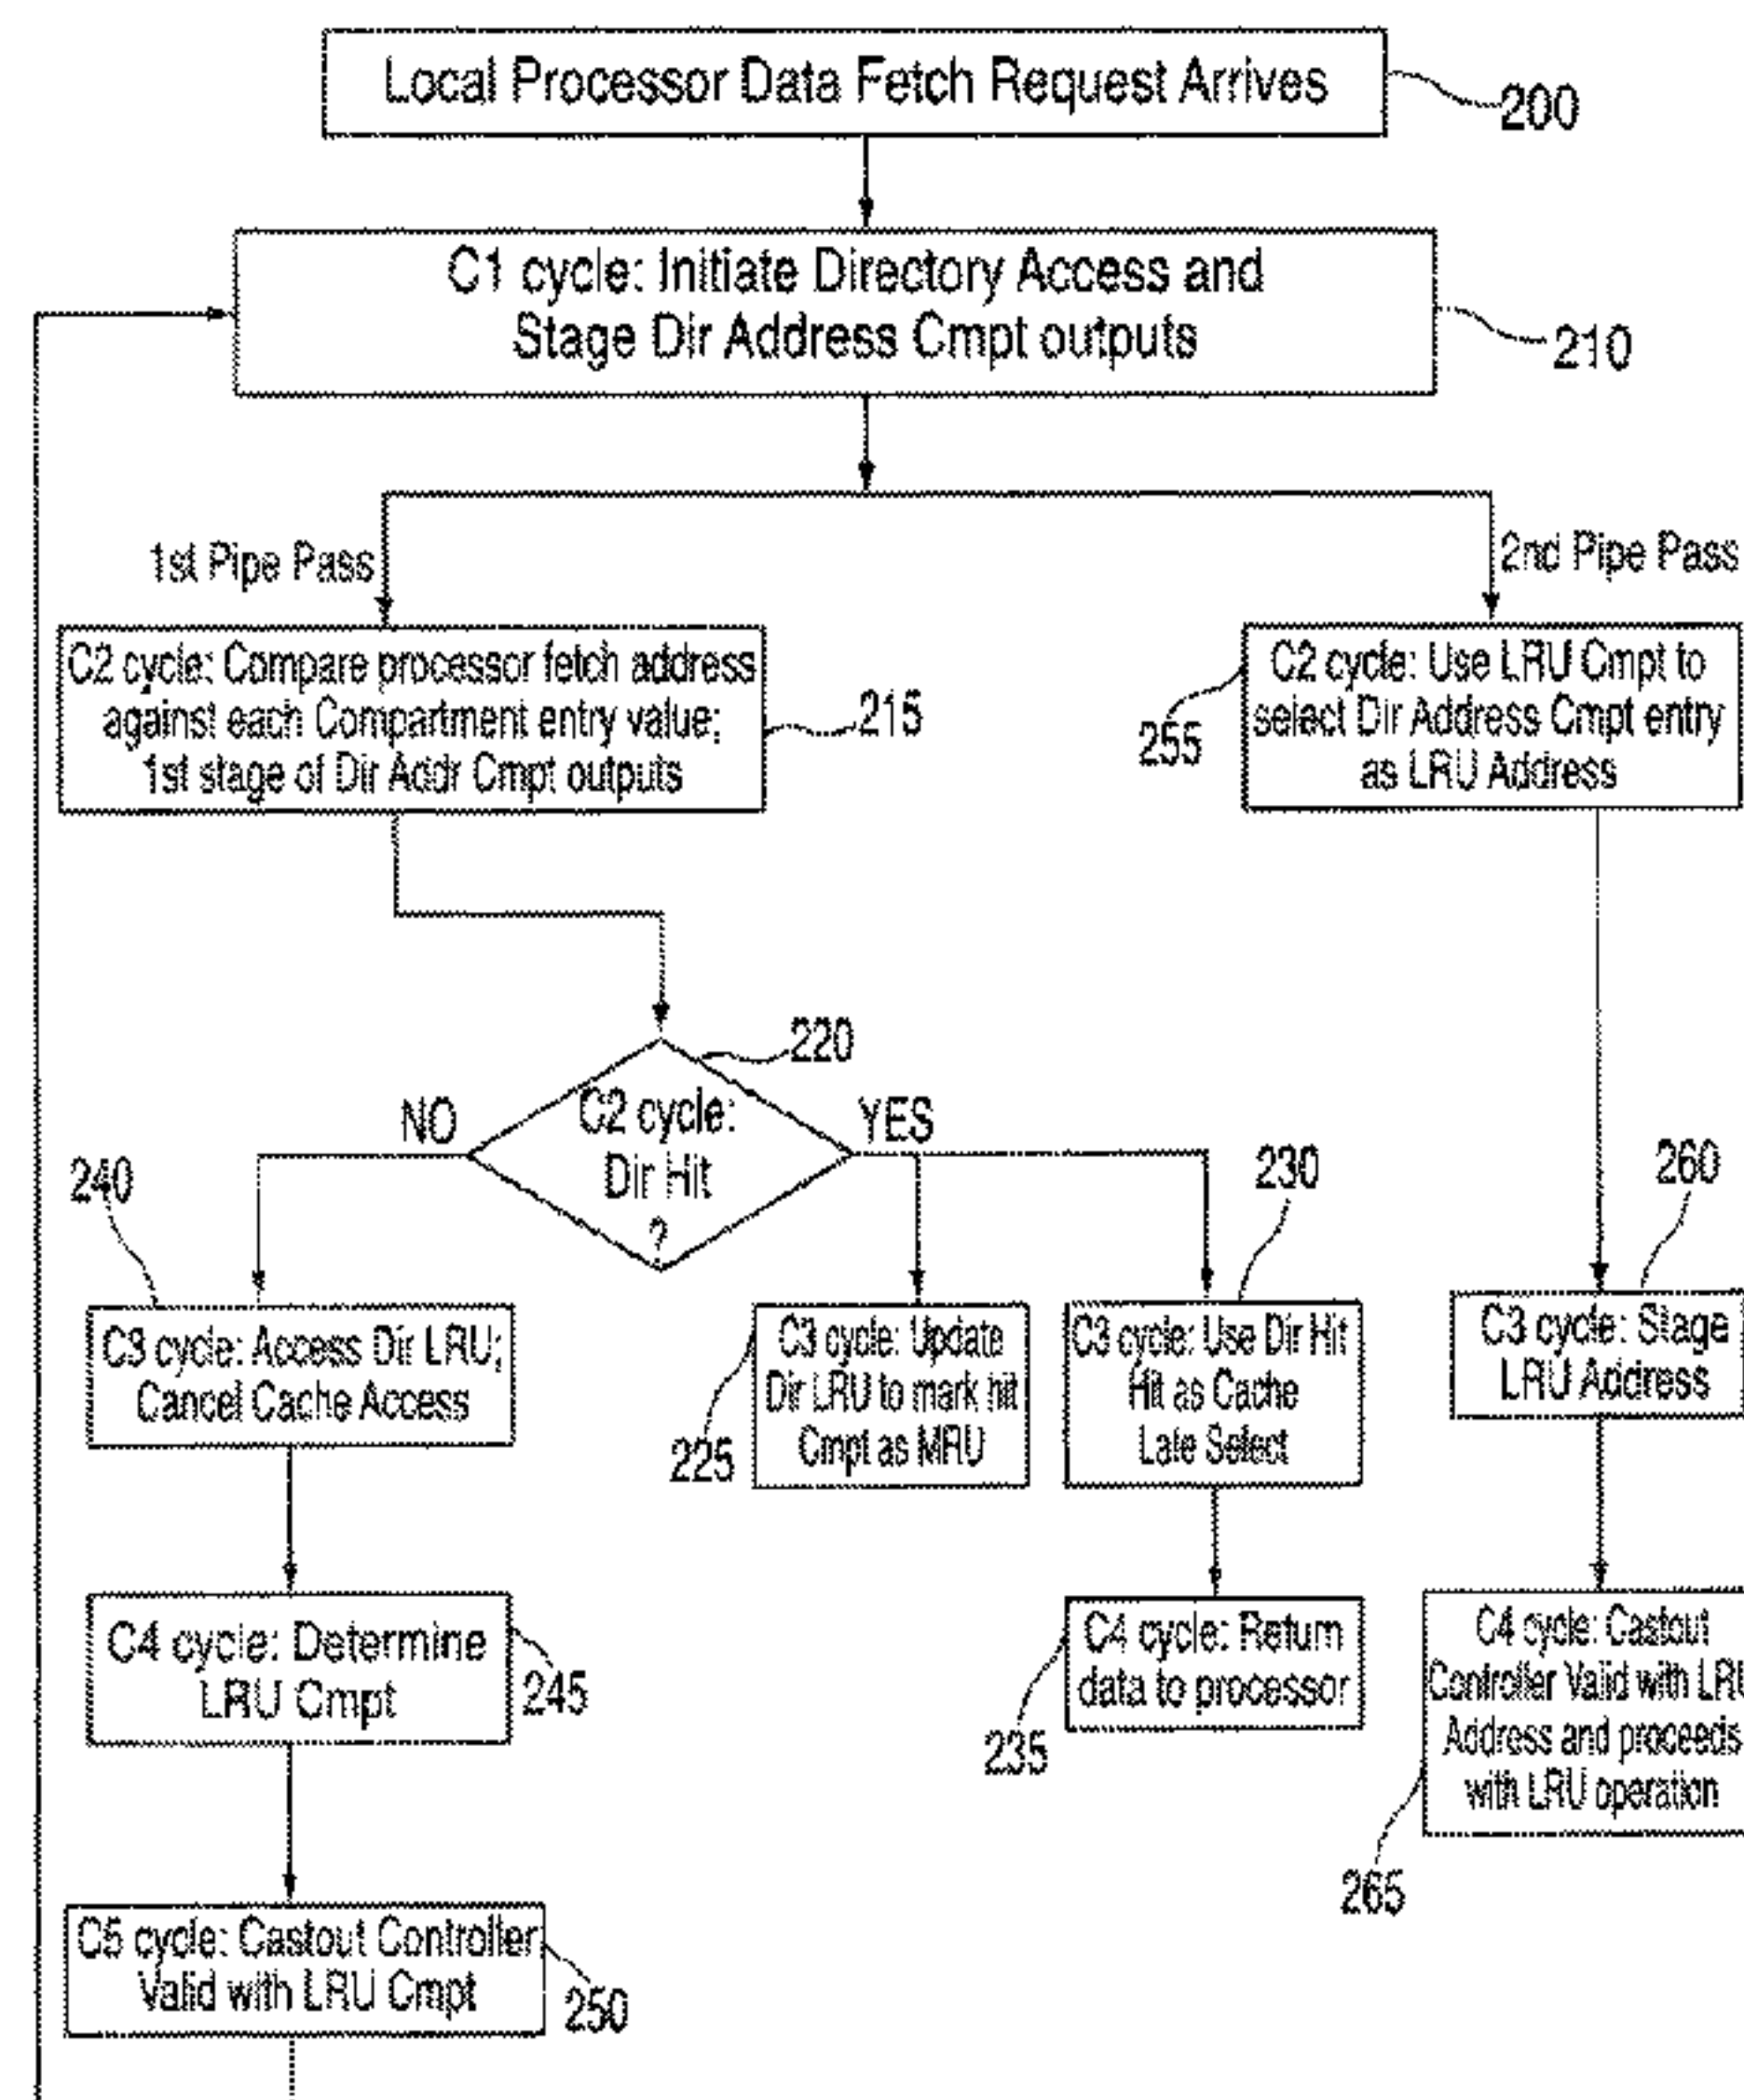 Local Processor Data Fetch Request Arrives
200
C1 cycle: Initiate Directory Access and
Stage Dir Address Cmpt outputs
210
1st Pipe Pass
2nd Pipe Pass
C2 cycle: Compare processor fetch address
against each Compartment entry value;
1st stage of Dir Addr Cmpt outputs
215
C2 cycle: Use LRU Cmpt to
select Dir Address Cmpt entry
as LRU Address
255
220
C2 cycle:
Dir Hit
?
NO
YES
240
230
260
C3 cycle: Access Dir LRU;
Cancel Cache Access
C3 cycle: Update
Dir LRU to mark hit
Cmpt as MRU
225
C3 cycle: Use Dir Hit
Hit as Cache
Late Select
C3 cycle: Stage
LRU Address
C4 cycle: Determine
LRU Cmpt
245
C4 cycle: Return
data to processor
235
C4 cycle: Castout
Controller Valid with LRU
Address and proceeds
with LRU operation
265
C5 cycle: Castout Controller
Valid with LRU Cmpt
250